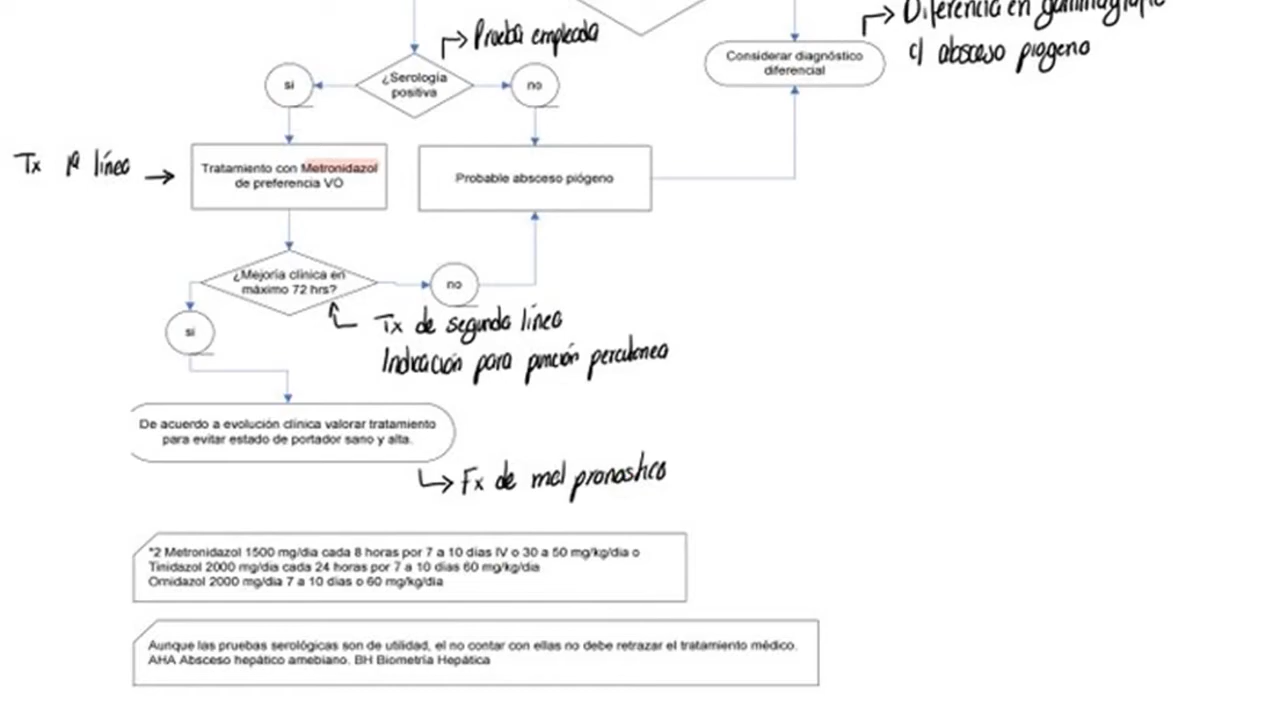 Diferencia en gammagrafia
c/ absceso piogeno
Prueba empleada
Considerar diagnóstico
diferencial
si
¿Serología
positiva
no
Tx 1ª línea
Tratamiento con Metronidazol
de preferencia VO
Probable absceso piógeno
¿Mejoría clínica en
máximo 72 hrs?
no
si
Tx de segunda línea
Indicación para punción percutanea
De acuerdo a evolución clínica valorar tratamiento
para evitar estado de portador sano y alta.
Fx de mal pronostico
*2 Metronidazol 1500 mg/dia cada 8 horas por 7 a 10 dias IV o 30 a 50 mg/kg/dia o
Tinidazol 2000 mg/dia cada 24 horas por 7 a 10 dias 60 mg/kg/dia
Ornidazol 2000 mg/dia 7 a 10 dias o 60 mg/kg/dia
Aunque las pruebas serológicas son de utilidad, el no contar con ellas no debe retrazar el tratamiento médico.
AHA Absceso hepático amebiano. BH Biometría Hepática